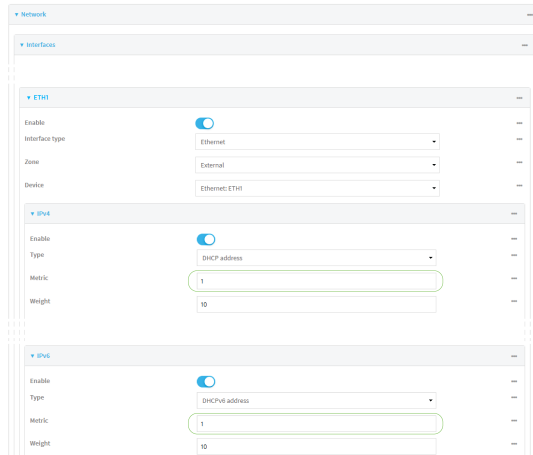 Network
Interfaces
ETH1
Enable
Interface type Ethernet
Zone External
Device Ethernet: ETH1
IPv4
Enable
Type DHCP address
Metric 1
Weight 10
IPv6
Enable
Type DHCPv6 address
Metric 1
Weight 10